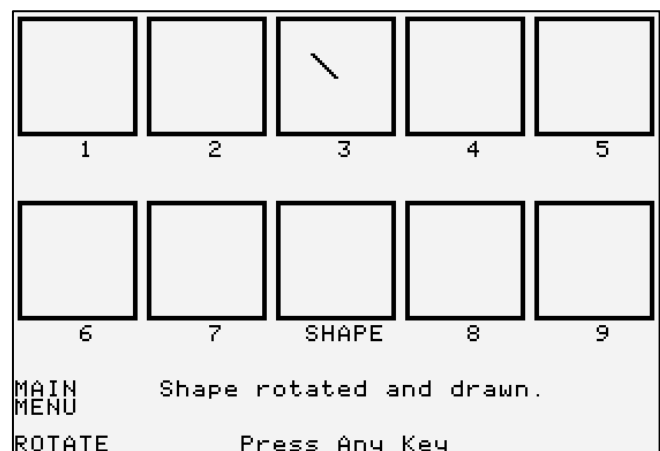 1 2 3 4 5
6 7 SHAPE 8 9
MAIN Shape rotated and drawn.
MENU
ROTATE Press Any Key